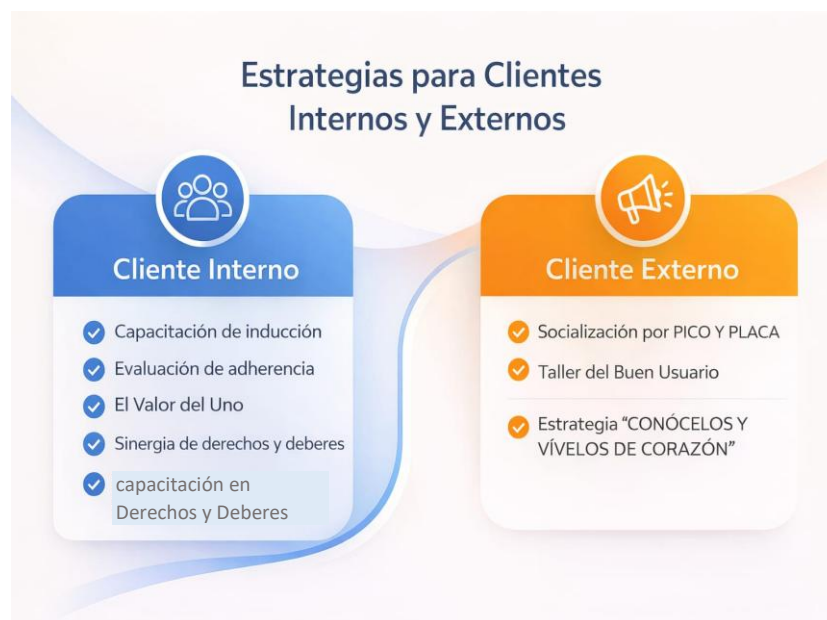 Estrategias para Clientes
Internos y Externos
Cliente Interno
Capacitación de inducción
Evaluación de adherencia
El Valor del Uno
Sinergia de derechos y deberes
capacitación en
Derechos y Deberes
Cliente Externo
Socialización por PICO Y PLACA
Taller del Buen Usuario
Estrategia “CONÓCELOS Y
VÍVELOS DE CORAZÓN”